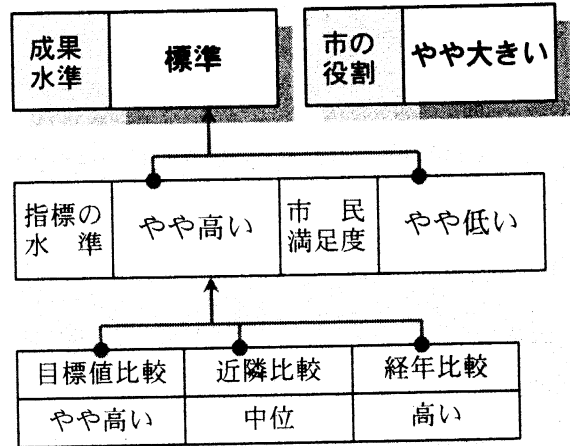 成果
水準
標準
市の
役割
やや大きい
指標の
水 準
やや高い
市 民
満足度
やや低い
目標値比較 近隣比較 経年比較
やや高い 中位 高い